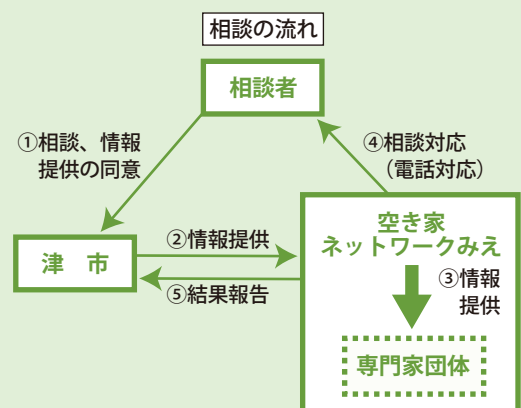 相談の流れ
相談者
①相談、情報
提供の同意
④相談対応
（電話対応）
津　市
②情報提供
⑤結果報告
空き家
ネットワークみえ
③情報
提供
専門家団体